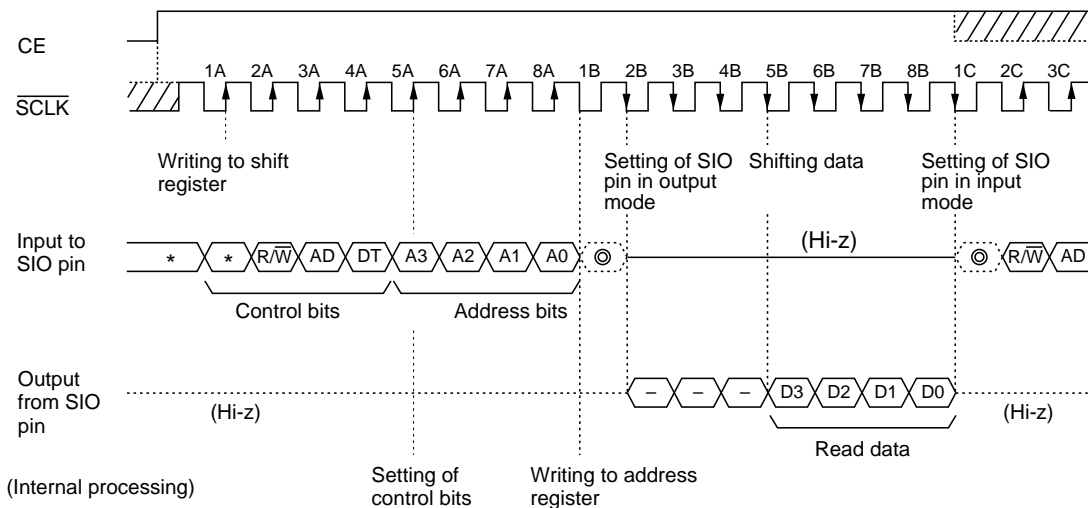 CE
1A 2A 3A 4A 5A 6A 7A 8A 1B 2B 3B 4B 5B 6B 7B 8B 1C 2C 3C
SCLK
Writing to shift
register
Setting of SIO
pin in output
mode
Shifting data
Setting of SIO
pin in input
mode
Input to
SIO pin
* * R/W AD DT A3 A2 A1 A0 ◎ (Hi-z) ◎ R/W AD
Control bits Address bits
Output
from SIO
pin
(Hi-z) – – – D3 D2 D1 D0 (Hi-z)
Read data
(Internal processing)
Setting of
control bits
Writing to address
register